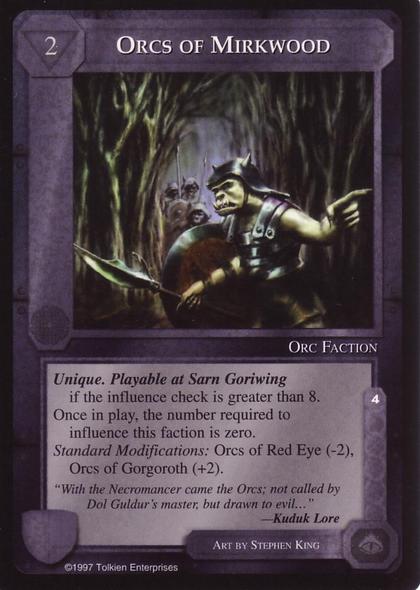 2
ORCS OF MIRKWOOD
ORC FACTION
Unique. Playable at Sarn Goriwing
if the influence check is greater than 8.
Once in play, the number required to
influence this faction is zero.
Standard Modifications: Orcs of Red Eye (-2),
Orcs of Gorgoroth (+2).
4
"With the Necromancer came the Orcs; not called by
Dol Guldur's master, but drawn to evil..."
—Kuduk Lore
ART BY STEPHEN KING
©1997 Tolkien Enterprises